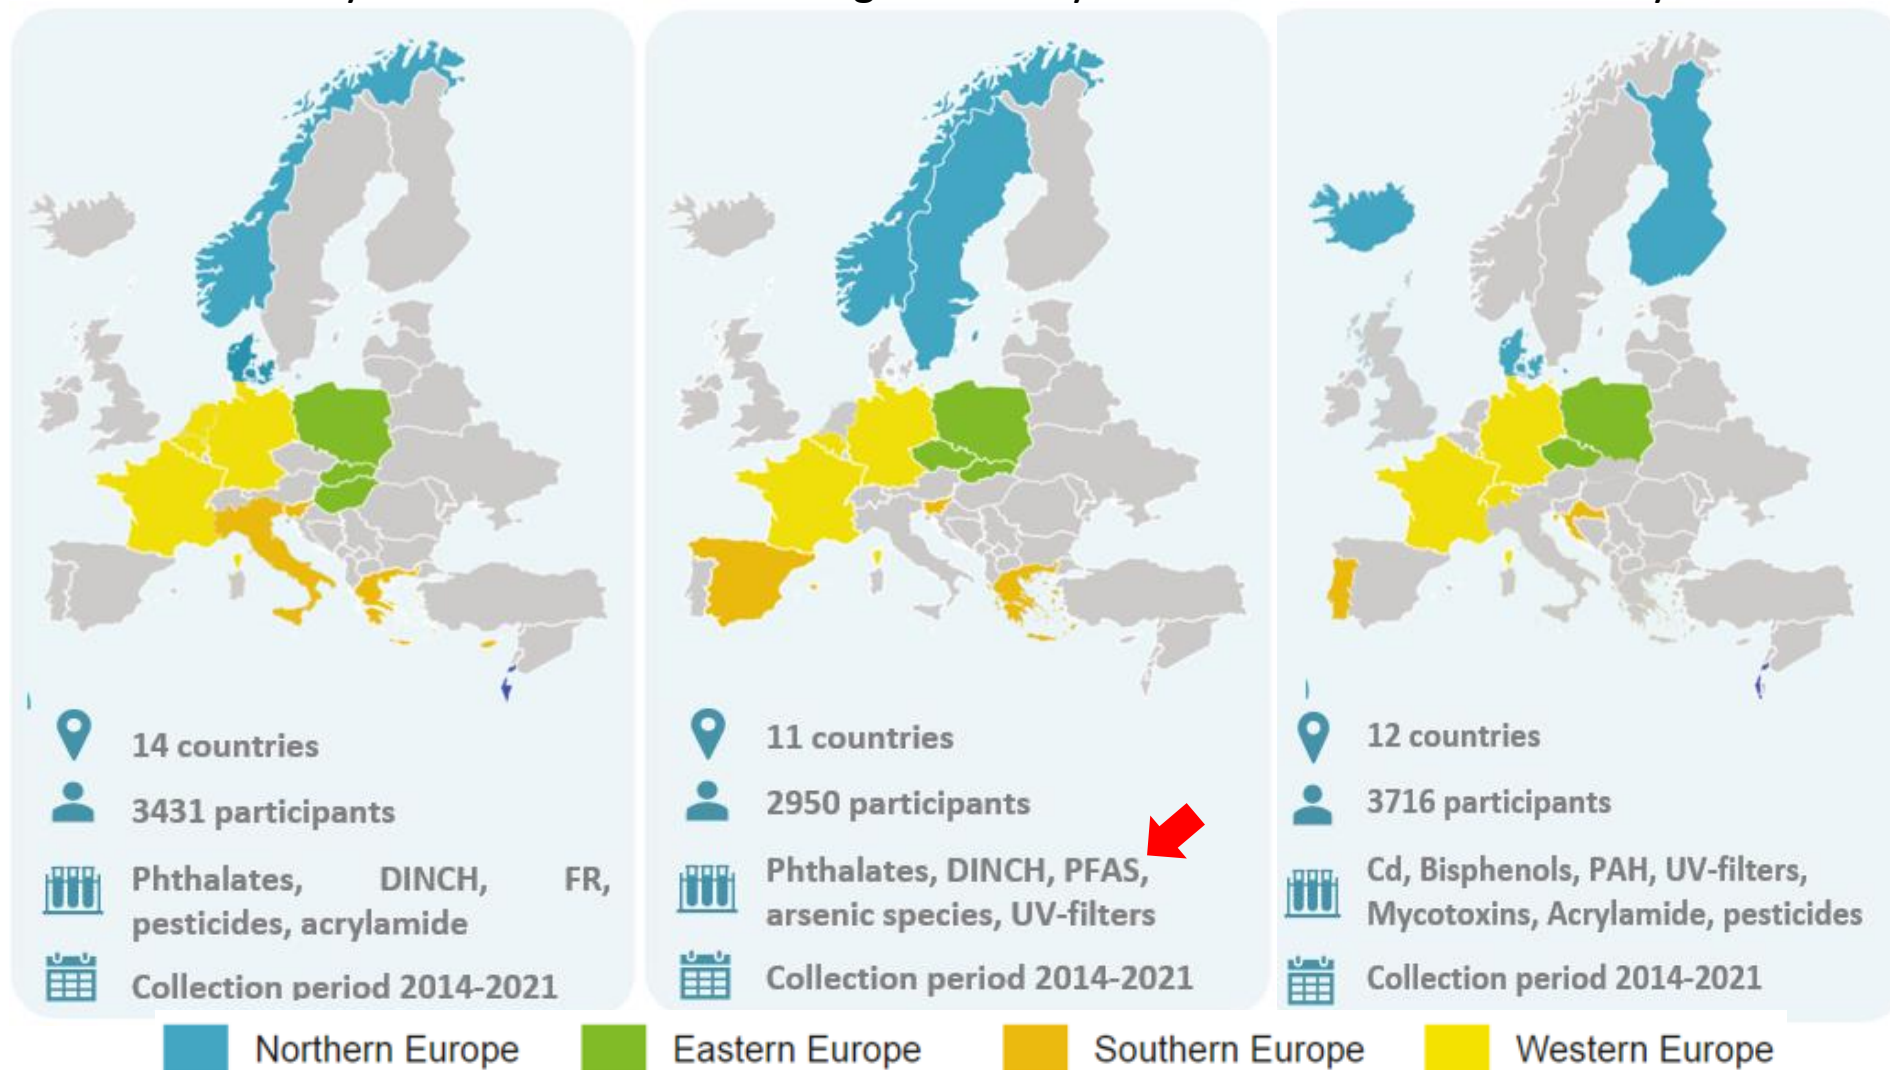 14 countries
3431 participants
Phthalates, DINCH, FR,
pesticides, acrylamide
Collection period 2014-2021
11 countries
2950 participants
Phthalates, DINCH, PFAS,
arsenic species, UV-filters
Collection period 2014-2021
12 countries
3716 participants
Cd, Bisphenols, PAH, UV-filters,
Mycotoxins, Acrylamide, pesticides
Collection period 2014-2021
Northern Europe
Eastern Europe
Southern Europe
Western Europe